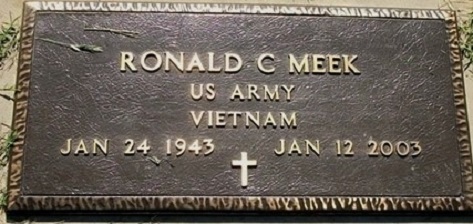 RONALD C MEEK
US ARMY
VIETNAM
JAN 24 1943 JAN 12 2003